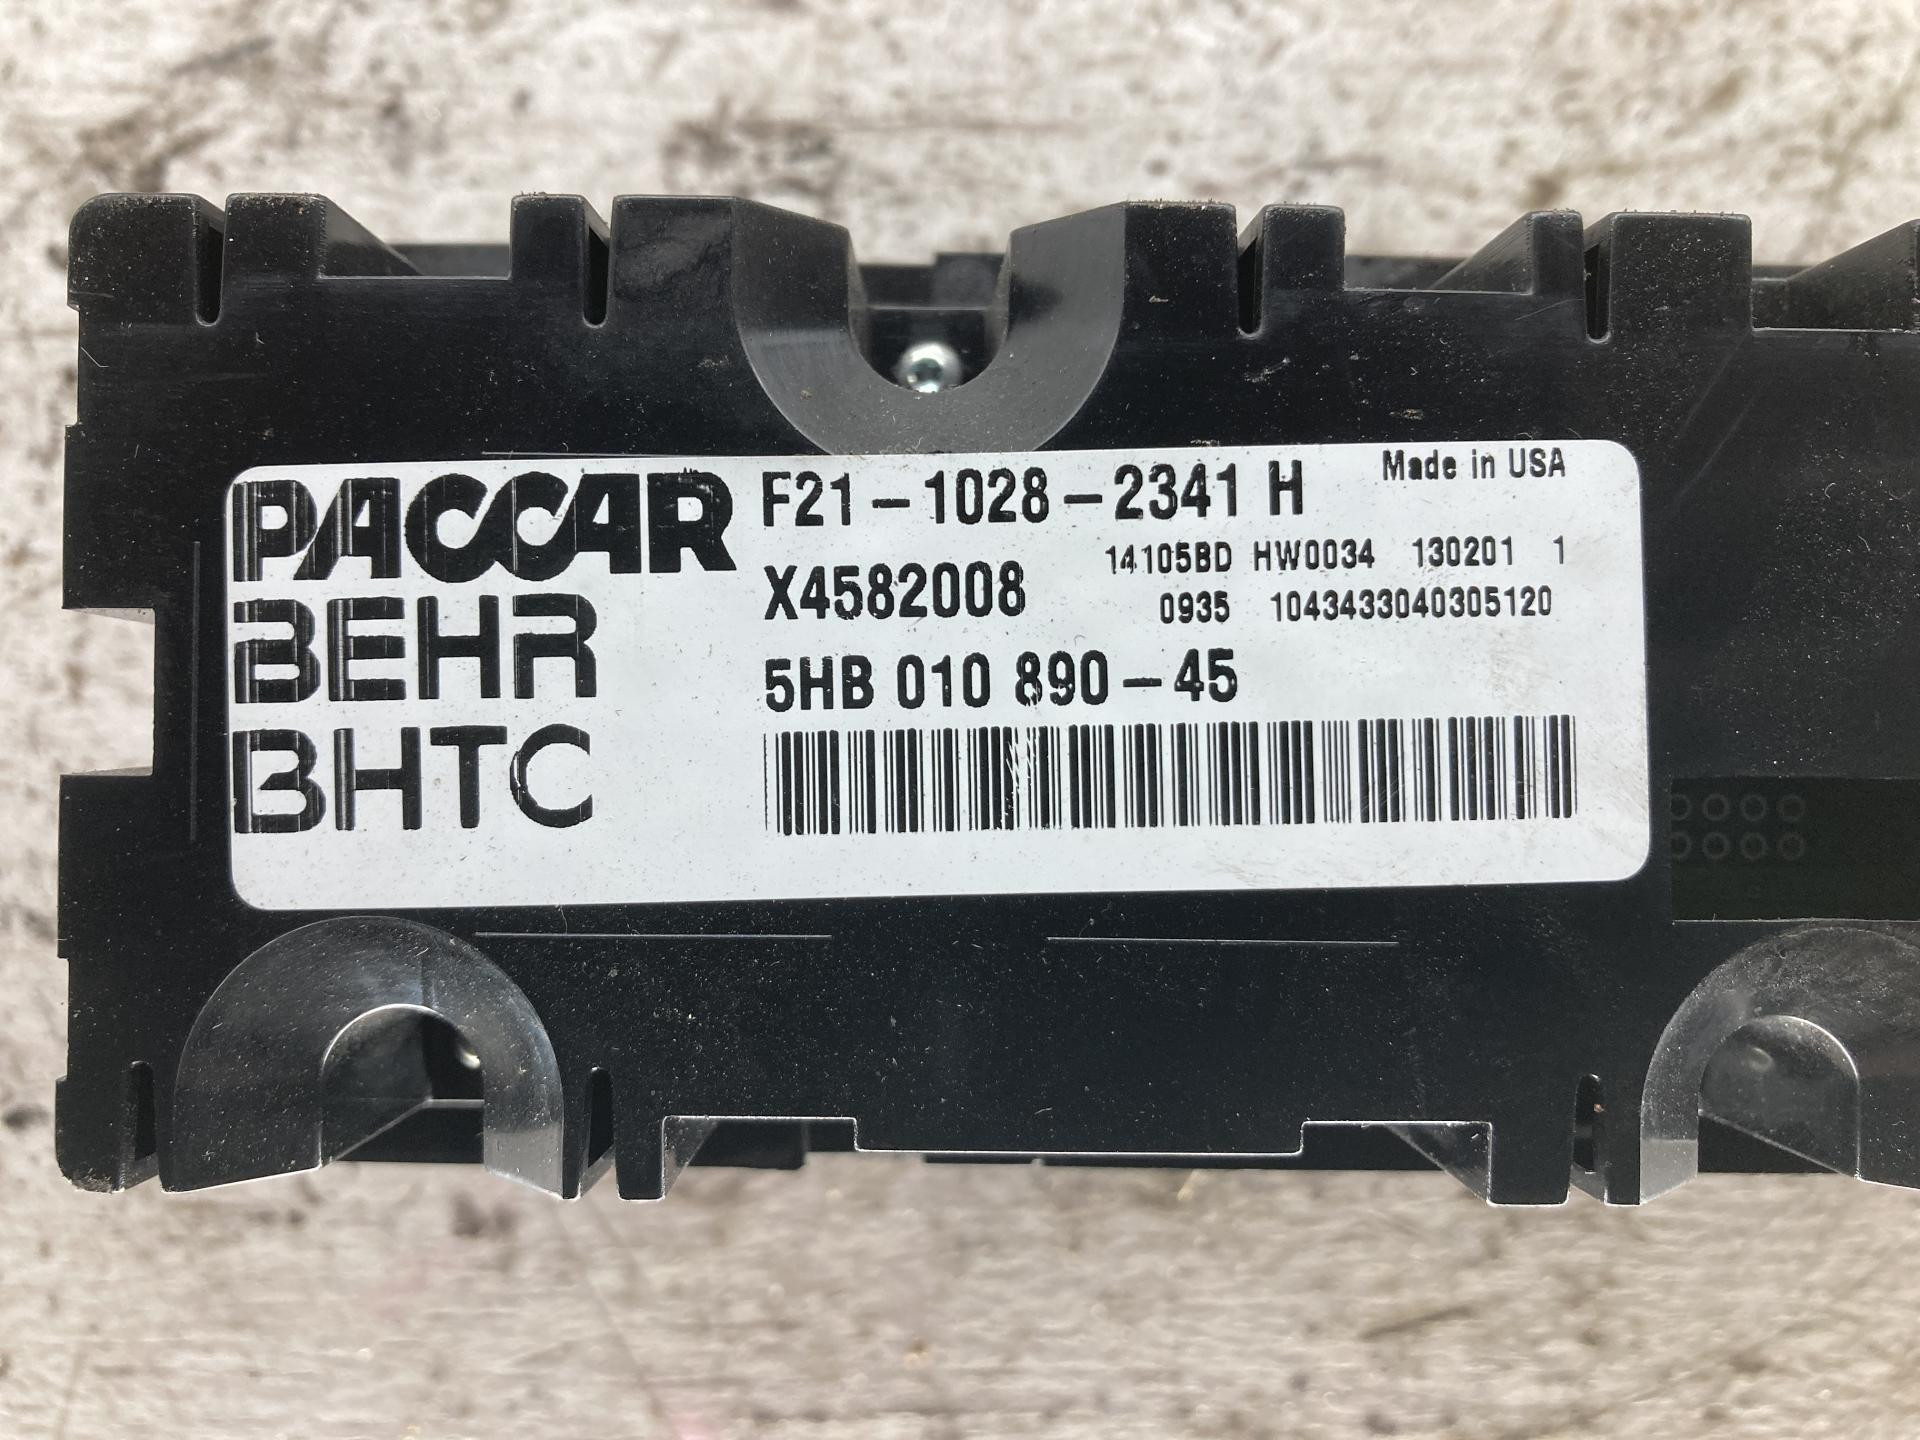 PACCAR F21-1028-2341 H Made in USA
BEHR X4582008 14105BD HW0034 130201 1
0935 1043433040305120
BHTC 5HB 010 890-45